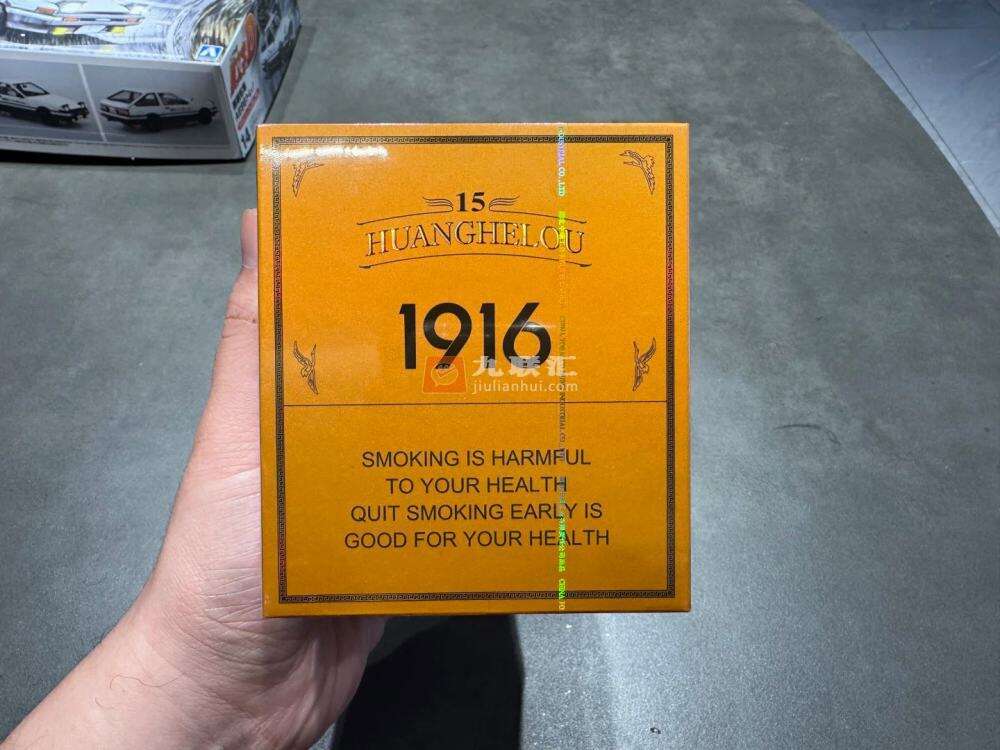 15
HUANGHELOU
1916
九联汇
jiulianhui.com
SMOKING IS HARMFUL
TO YOUR HEALTH
QUIT SMOKING EARLY IS
GOOD FOR YOUR HEALTH